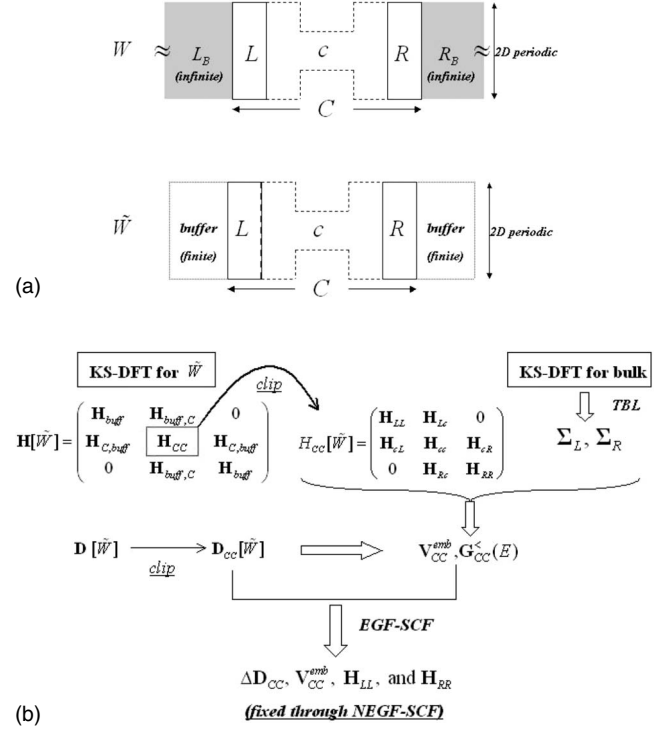 W ≈ L_B L c R R_B ≈ 2D periodic
(infinite) (infinite)
C
W̃ buffer L c R buffer 2D periodic
(finite) (finite)
C
(a)
KS-DFT for W̃ clip KS-DFT for bulk
TBL
H[W̃] = ( H_buff H_buff,C 0
H_C,buff H_CC H_C,buff
0 H_buff,C H_buff )
H_CC[W̃] = ( H_LL H_Lc 0
H_cL H_cc H_cR
0 H_Rc H_RR )
Σ_L, Σ_R
D [W̃] clip D_CC[W̃] V_CC^emb, G_CC^<(E)
EGF-SCF
ΔD_CC, V_CC^emb, H_LL, and H_RR
(fixed through NEGF-SCF)
(b)